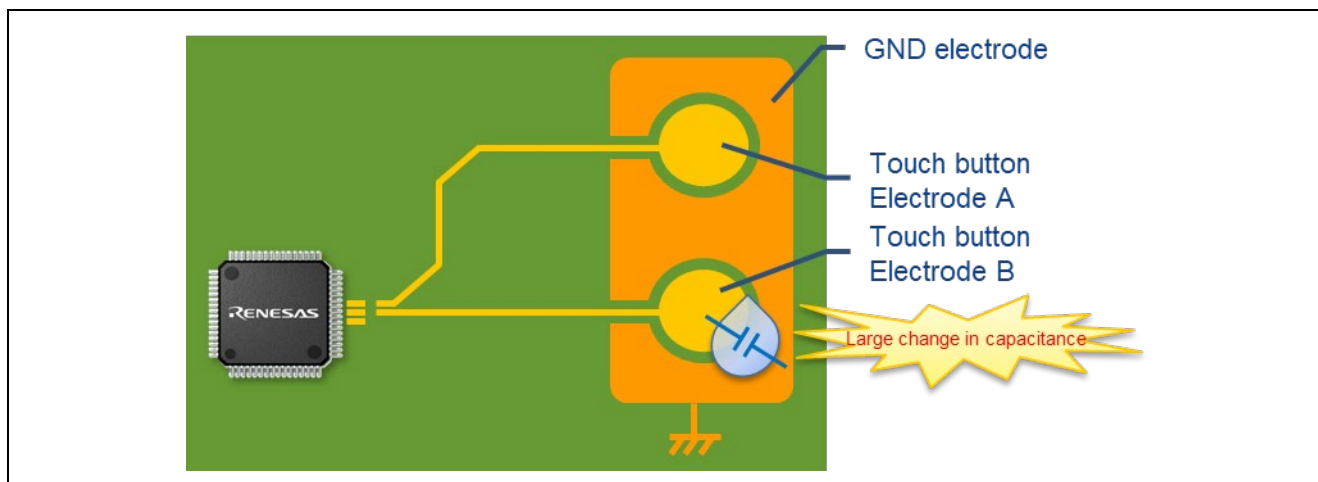 GND electrode
Touch button
Electrode A
Touch button
Electrode B
RENESAS
Large change in capacitance